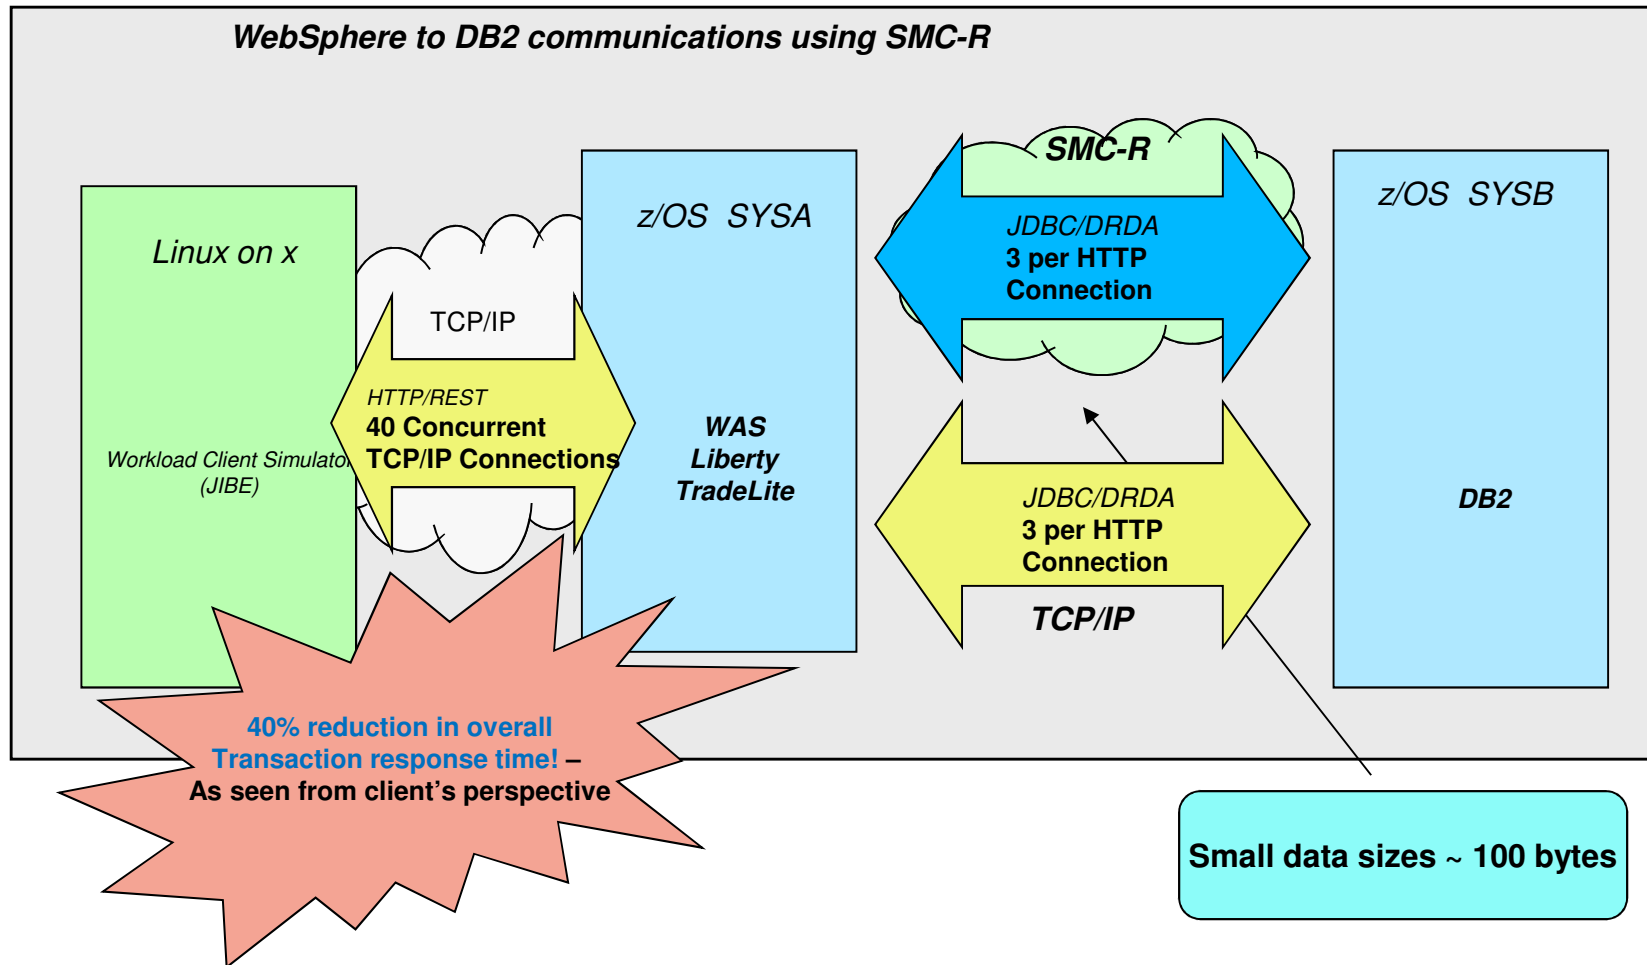 WebSphere to DB2 communications using SMC-R
Linux on x
Workload Client Simulator
(JIBE)
TCP/IP
HTTP/REST
40 Concurrent
TCP/IP Connections
z/OS SYSA
WAS
Liberty
TradeLite
SMC-R
JDBC/DRDA
3 per HTTP
Connection
JDBC/DRDA
3 per HTTP
Connection
TCP/IP
z/OS SYSB
DB2
40% reduction in overall
Transaction response time! –
As seen from client’s perspective
Small data sizes ~ 100 bytes